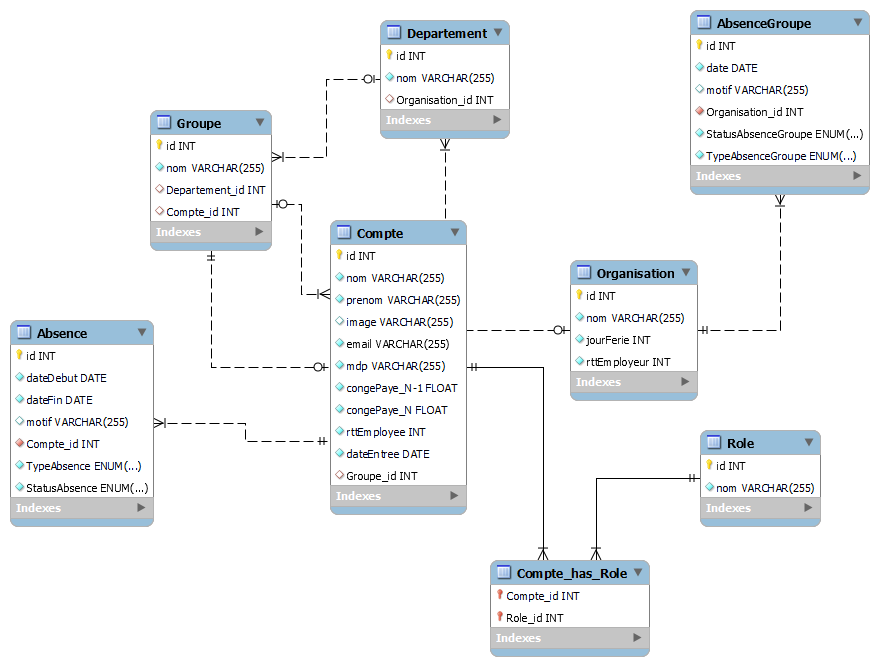 Departement
id INT
nom VARCHAR(255)
Organisation_id INT
Indexes
AbsenceGroupe
id INT
date DATE
motif VARCHAR(255)
Organisation_id INT
StatusAbsenceGroupe ENUM(...)
TypeAbsenceGroupe ENUM(...)
Indexes
Groupe
id INT
nom VARCHAR(255)
Departement_id INT
Compte_id INT
Indexes
Compte
id INT
nom VARCHAR(255)
prenom VARCHAR(255)
image VARCHAR(255)
email VARCHAR(255)
mdp VARCHAR(255)
congePaye_N-1 FLOAT
congePaye_N FLOAT
rttEmployee INT
dateEntree DATE
Groupe_id INT
Indexes
Organisation
id INT
nom VARCHAR(255)
jourFerie INT
rttEmployeur INT
Indexes
Absence
id INT
dateDebut DATE
dateFin DATE
motif VARCHAR(255)
Compte_id INT
TypeAbsence ENUM(...)
StatusAbsence ENUM(...)
Indexes
Role
id INT
nom VARCHAR(255)
Indexes
Compte_has_Role
Compte_id INT
Role_id INT
Indexes